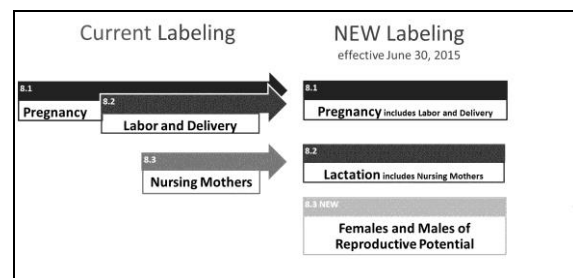 Current Labeling
NEW Labeling
effective June 30, 2015
8.1
Pregnancy
8.2
Labor and Delivery
8.3
Nursing Mothers
8.1
Pregnancy includes Labor and Delivery
8.2
Lactation includes Nursing Mothers
8.3 NEW
Females and Males of
Reproductive Potential